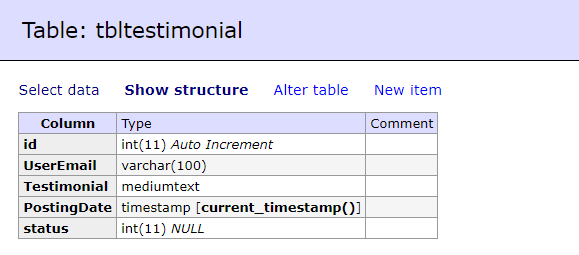 Table: tbltestimonial
Select data Show structure Alter table New item
Column Type Comment
id int(11) Auto Increment
UserEmail varchar(100)
Testimonial mediumtext
PostingDate timestamp [current_timestamp()]
status int(11) NULL